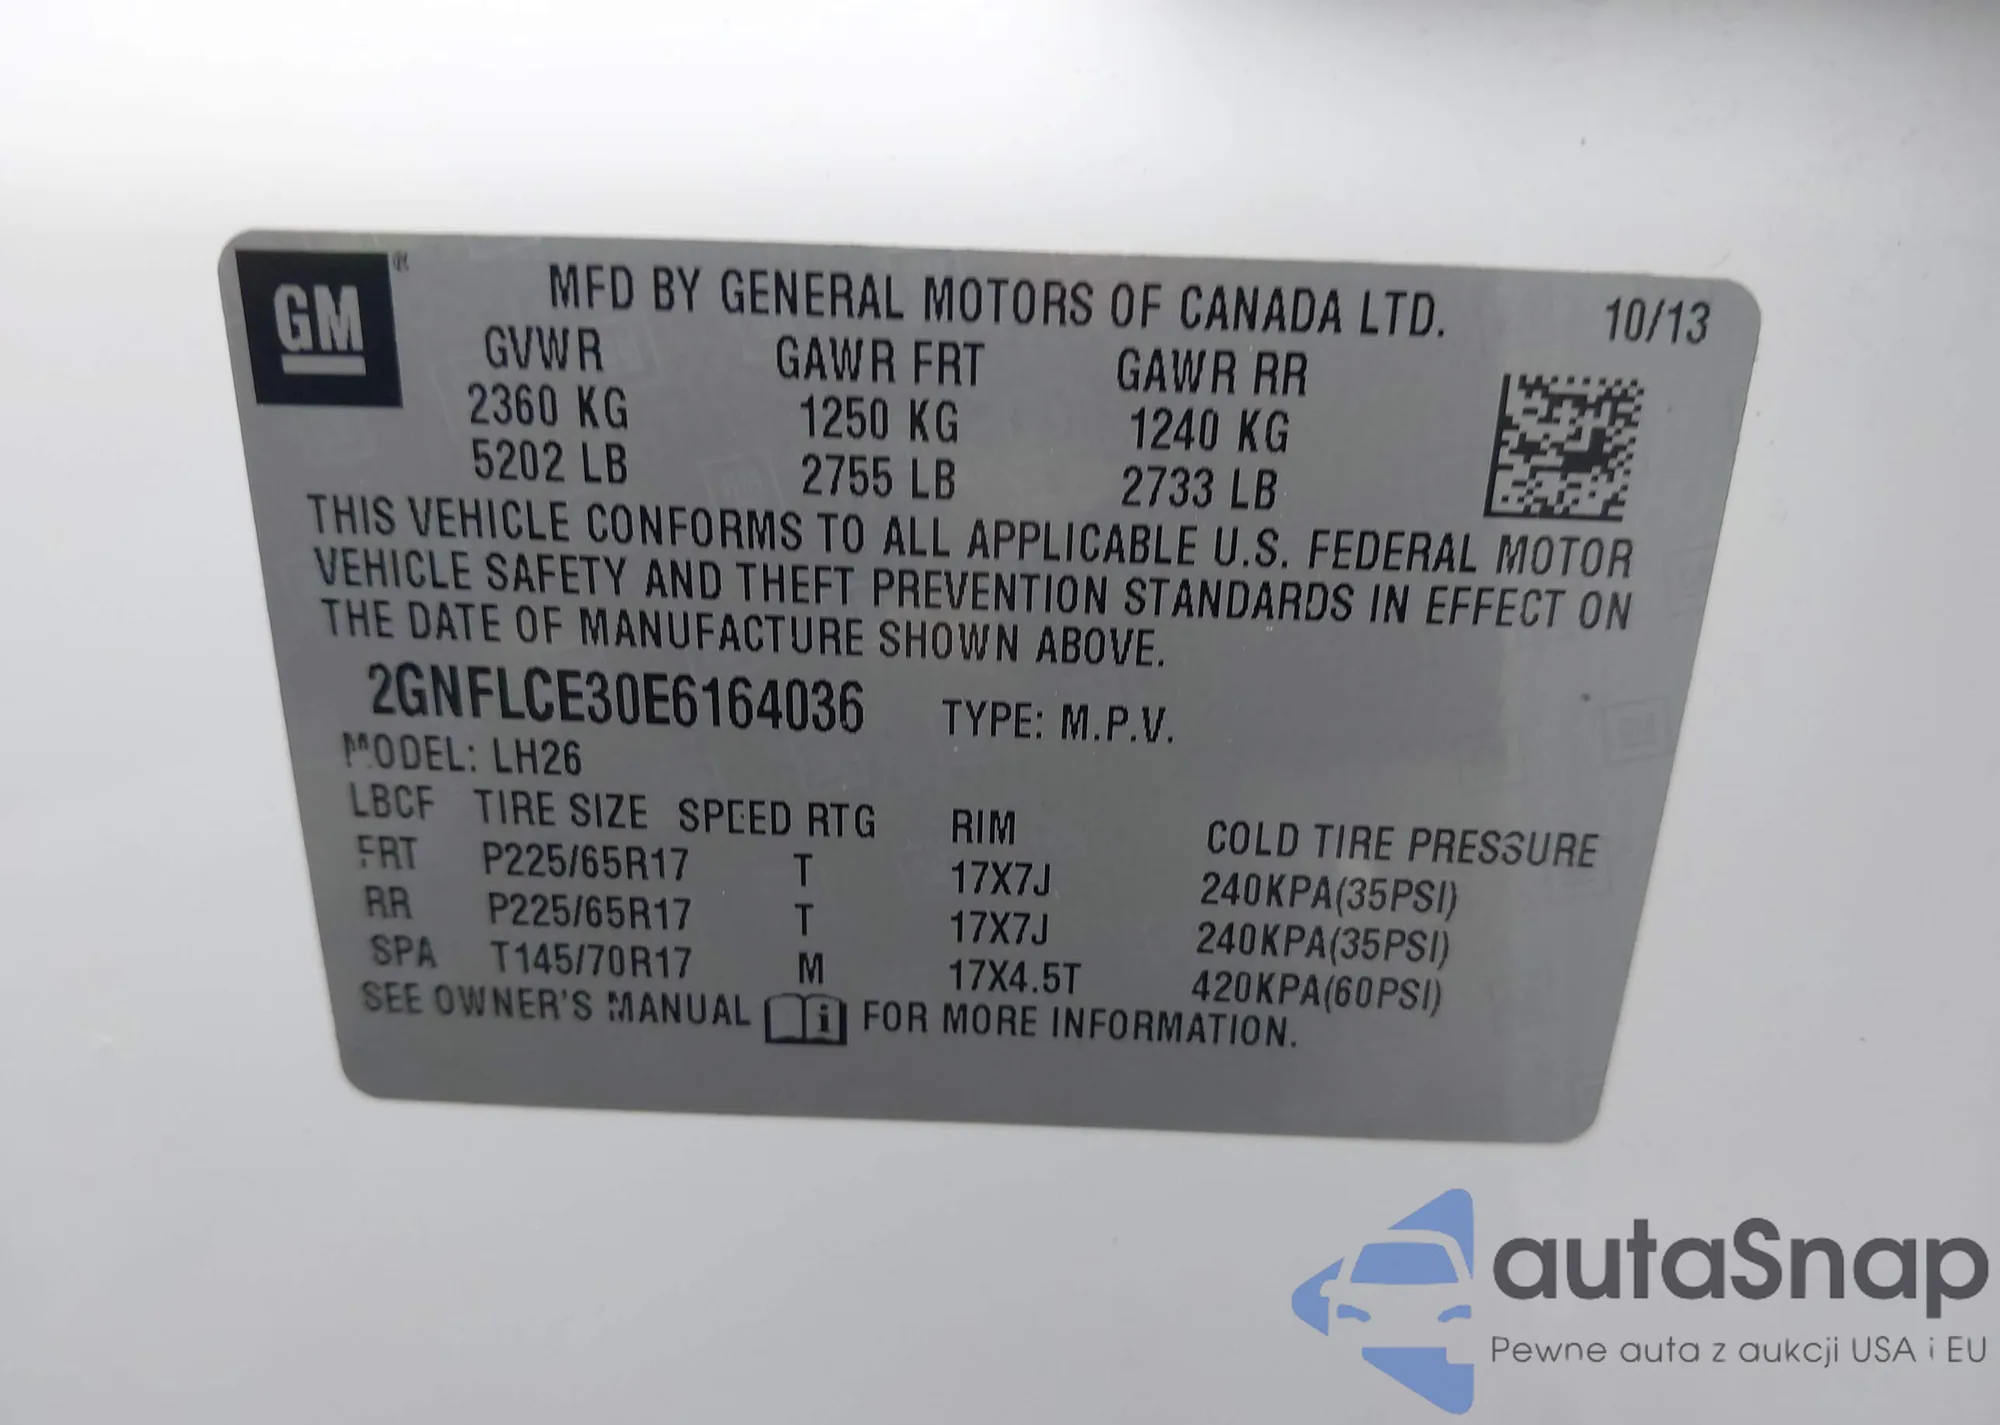 GM ®
MFD BY GENERAL MOTORS OF CANADA LTD. 10/13
GVWR GAWR FRT GAWR RR
2360 KG 1250 KG 1240 KG
5202 LB 2755 LB 2733 LB
THIS VEHICLE CONFORMS TO ALL APPLICABLE U.S. FEDERAL MOTOR
VEHICLE SAFETY AND THEFT PREVENTION STANDARDS IN EFFECT ON
THE DATE OF MANUFACTURE SHOWN ABOVE.
2GNFLCE30E6164036 TYPE: M.P.V.
MODEL: LH26
LBCF TIRE SIZE SPEED RTG RIM COLD TIRE PRESSURE
FRT P225/65R17 T 17X7J 240KPA(35PSI)
RR P225/65R17 T 17X7J 240KPA(35PSI)
SPA T145/70R17 M 17X4.5T 420KPA(60PSI)
SEE OWNER'S MANUAL i FOR MORE INFORMATION.
autaSnap
Pewne auta z aukcji USA i EU